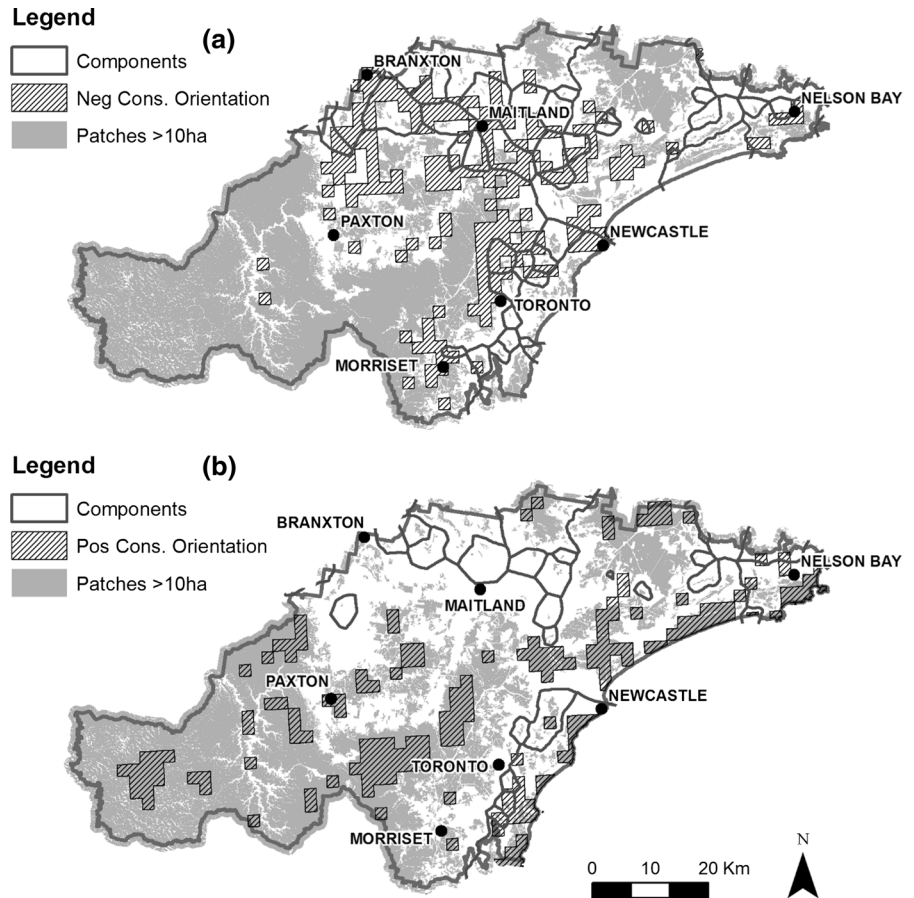 Legend
(a)
Components
Neg Cons. Orientation
Patches >10ha
BRANXTON
MAITLAND
NELSON BAY
PAXTON
NEWCASTLE
TORONTO
MORRISET
Legend
(b)
Components
Pos Cons. Orientation
Patches >10ha
BRANXTON
NELSON BAY
MAITLAND
PAXTON
NEWCASTLE
TORONTO
MORRISET
N
0 10 20 Km